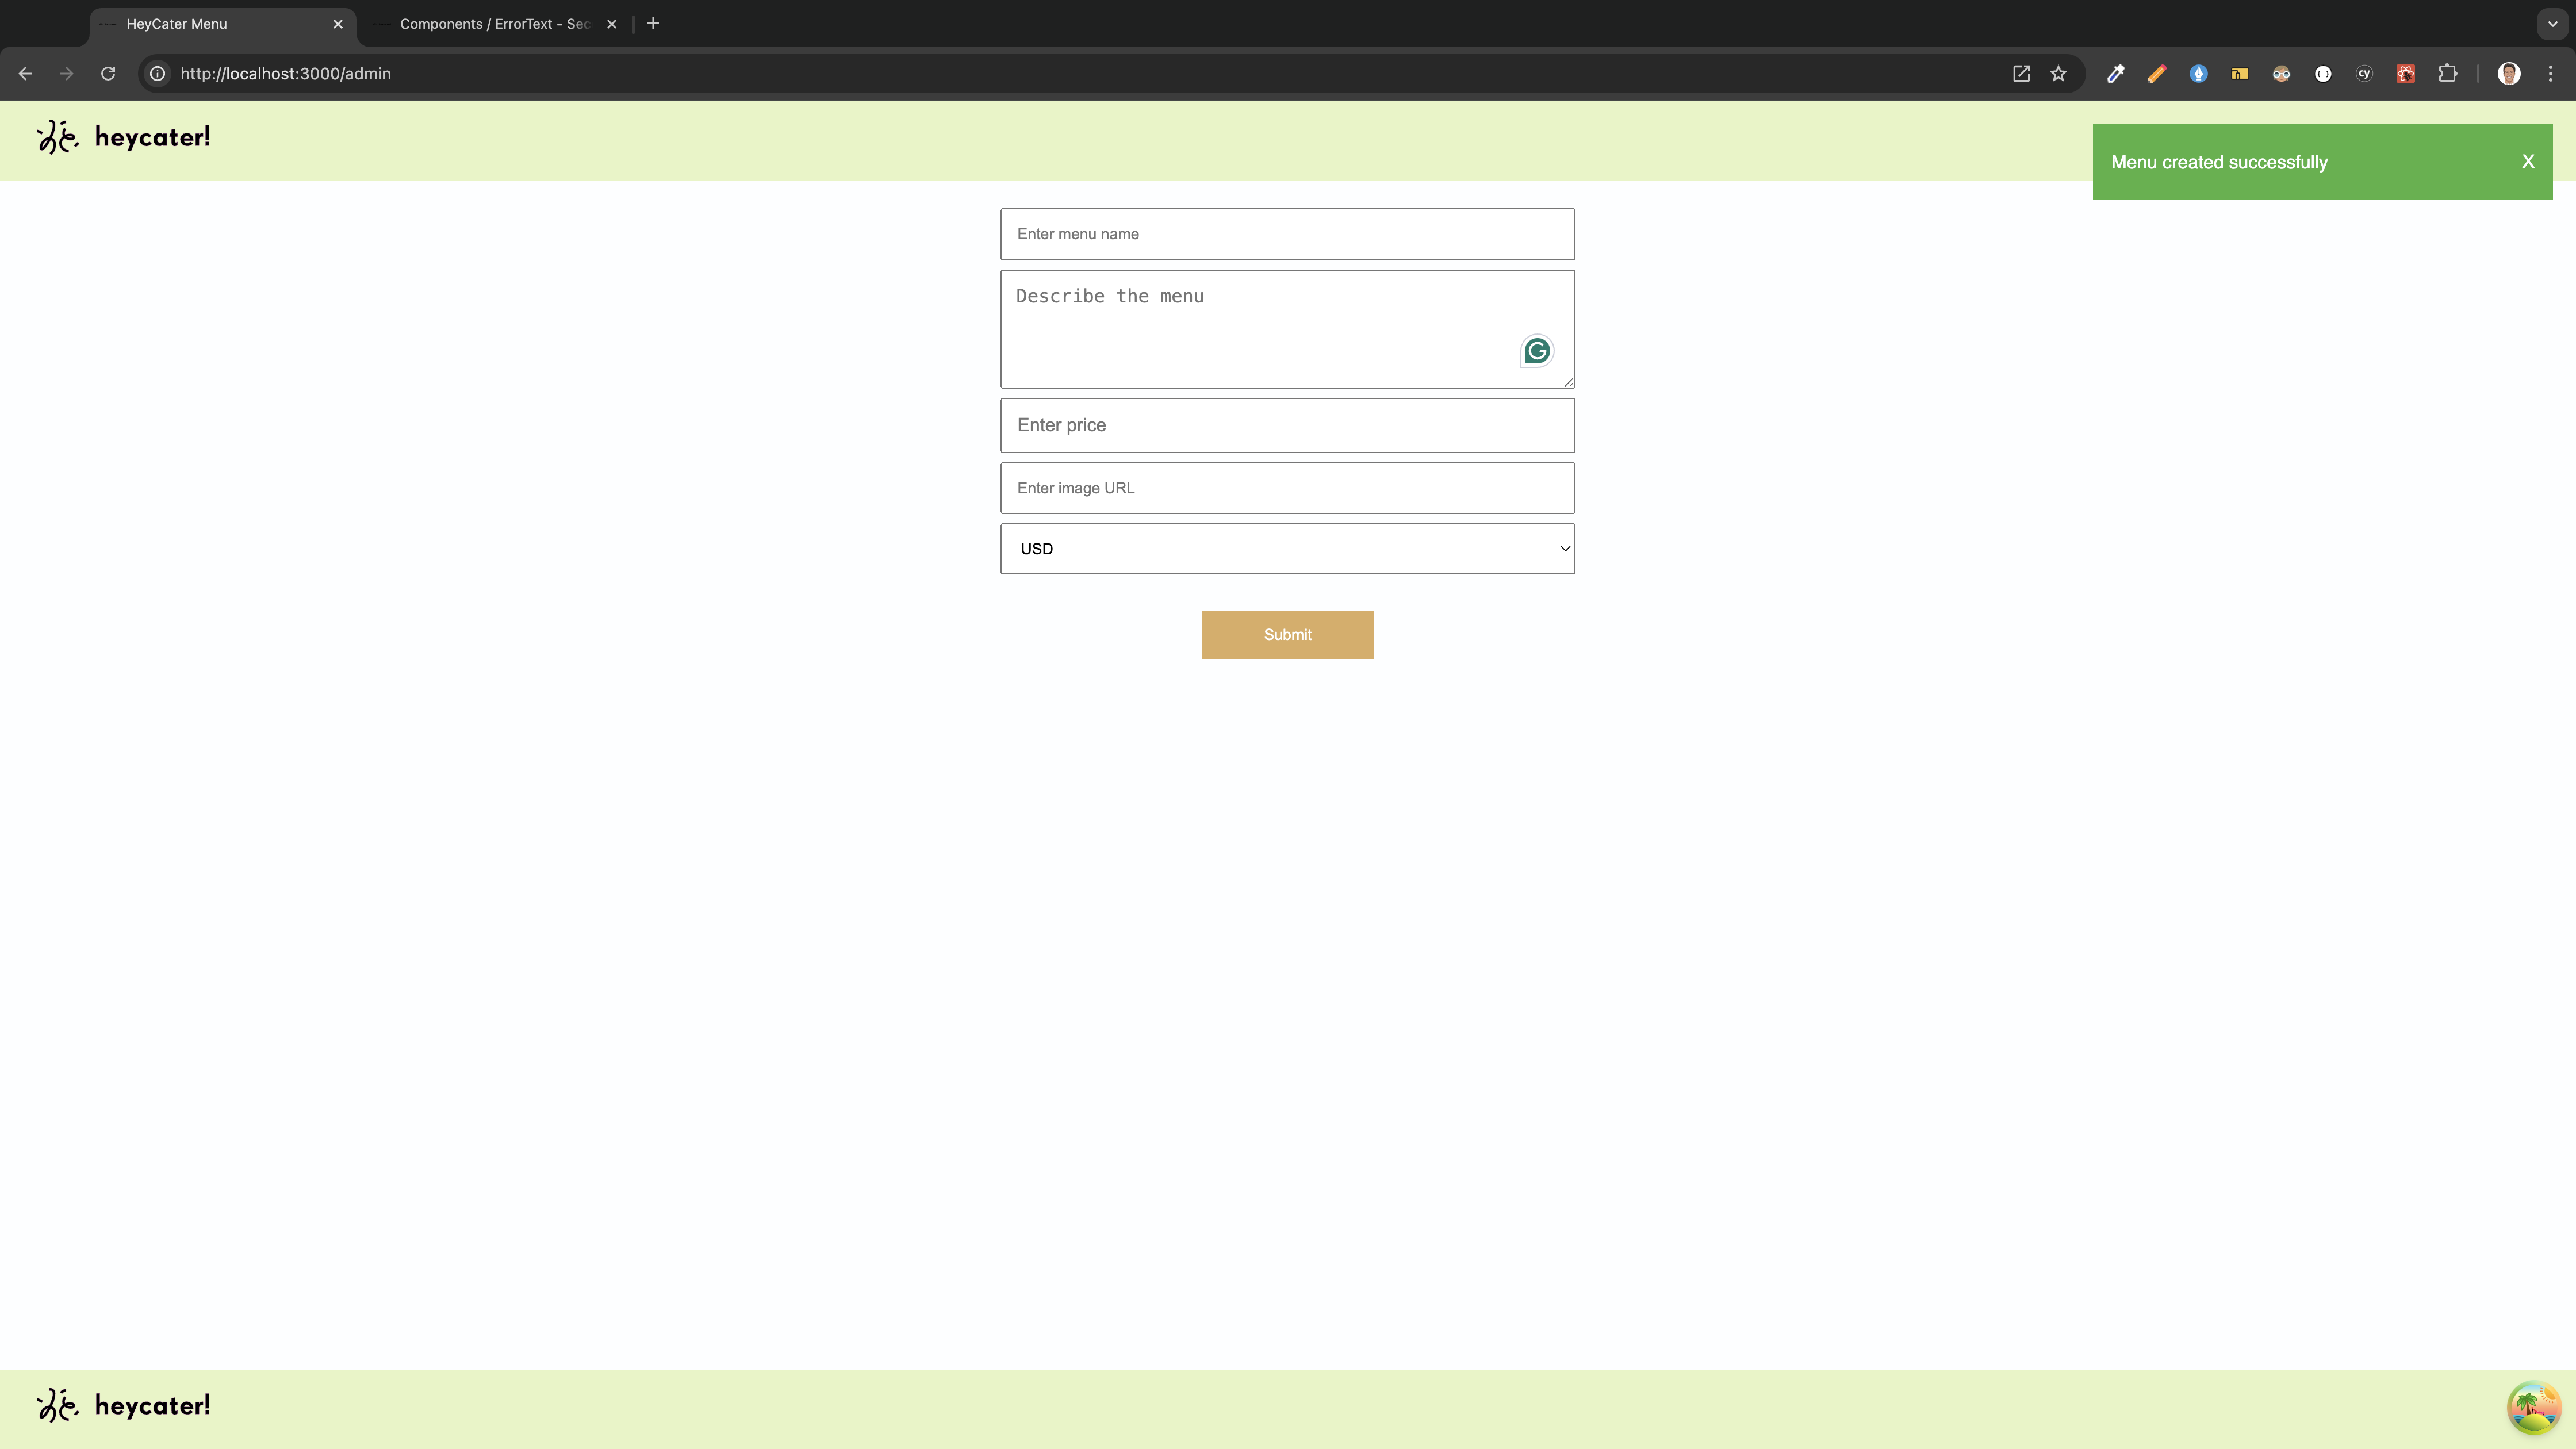 HeyCater Menu
Components / ErrorText - Sec
http://localhost:3000/admin
heycater!
Menu created successfully X
Enter menu name
Describe the menu
Enter price
Enter image URL
USD
Submit
heycater!